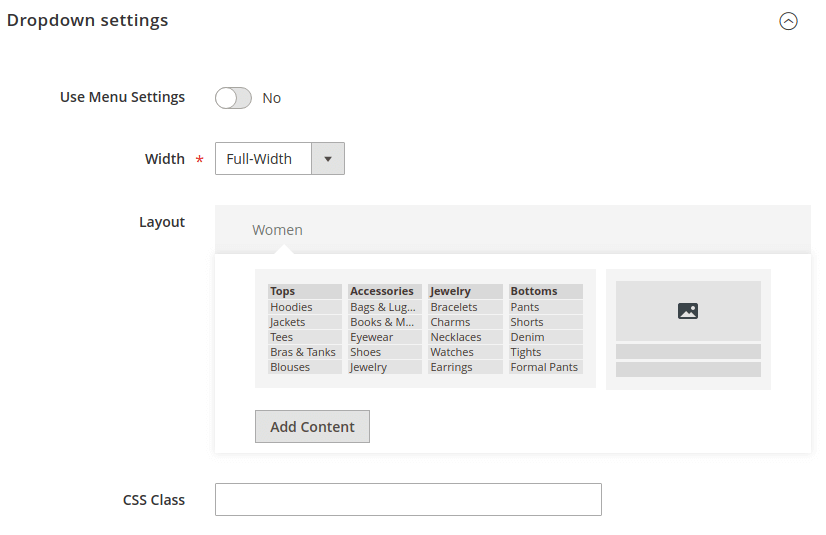 Dropdown settings
Use Menu Settings No
Width * Full-Width
Layout
Women
Tops Accessories Jewelry Bottoms
Hoodies Bags & Lug... Bracelets Pants
Jackets Books & M... Charms Shorts
Tees Eyewear Necklaces Denim
Bras & Tanks Shoes Watches Tights
Blouses Jewelry Earrings Formal Pants
Add Content
CSS Class